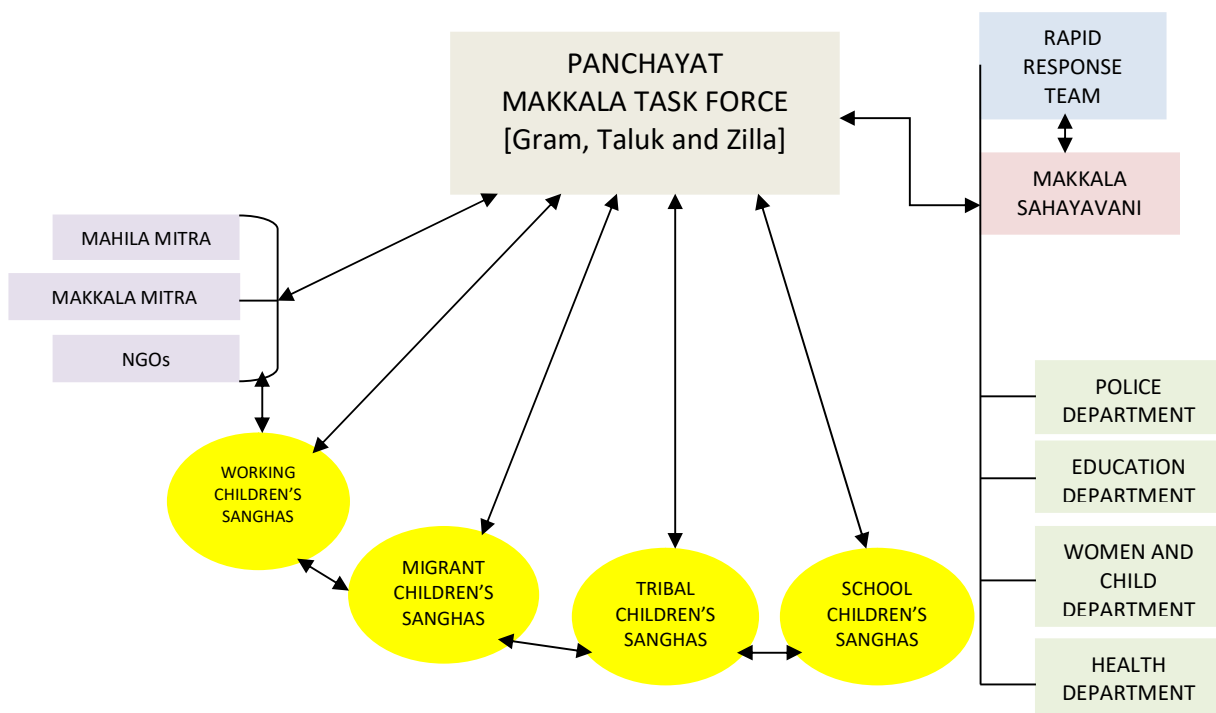 PANCHAYAT
MAKKALA TASK FORCE
[Gram, Taluk and Zilla]
RAPID
RESPONSE
TEAM
MAKKALA
SAHAYAVANI
MAHILA MITRA
MAKKALA MITRA
NGOs
WORKING
CHILDREN’S
SANGHAS
MIGRANT
CHILDREN’S
SANGHAS
TRIBAL
CHILDREN’S
SANGHAS
SCHOOL
CHILDREN’S
SANGHAS
POLICE
DEPARTMENT
EDUCATION
DEPARTMENT
WOMEN AND
CHILD
DEPARTMENT
HEALTH
DEPARTMENT